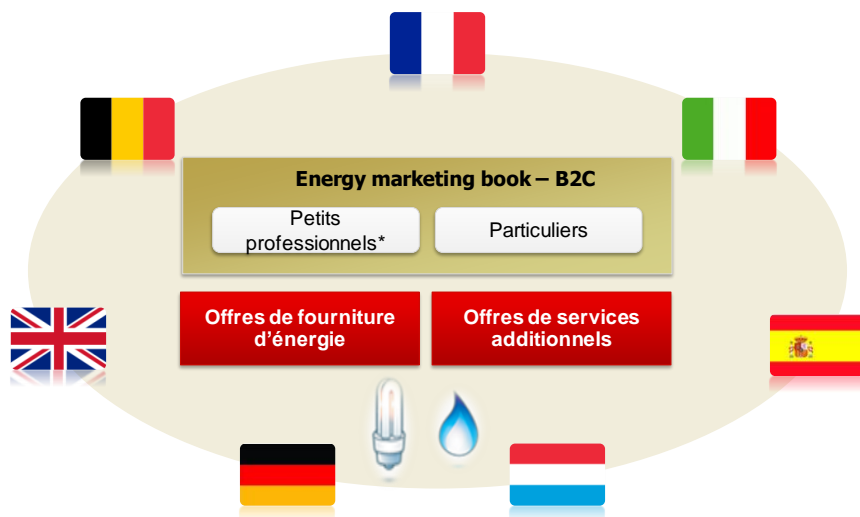 Energy marketing book – B2C
Petits
professionnels*
Particuliers
Offres de fourniture
d’énergie
Offres de services
additionnels